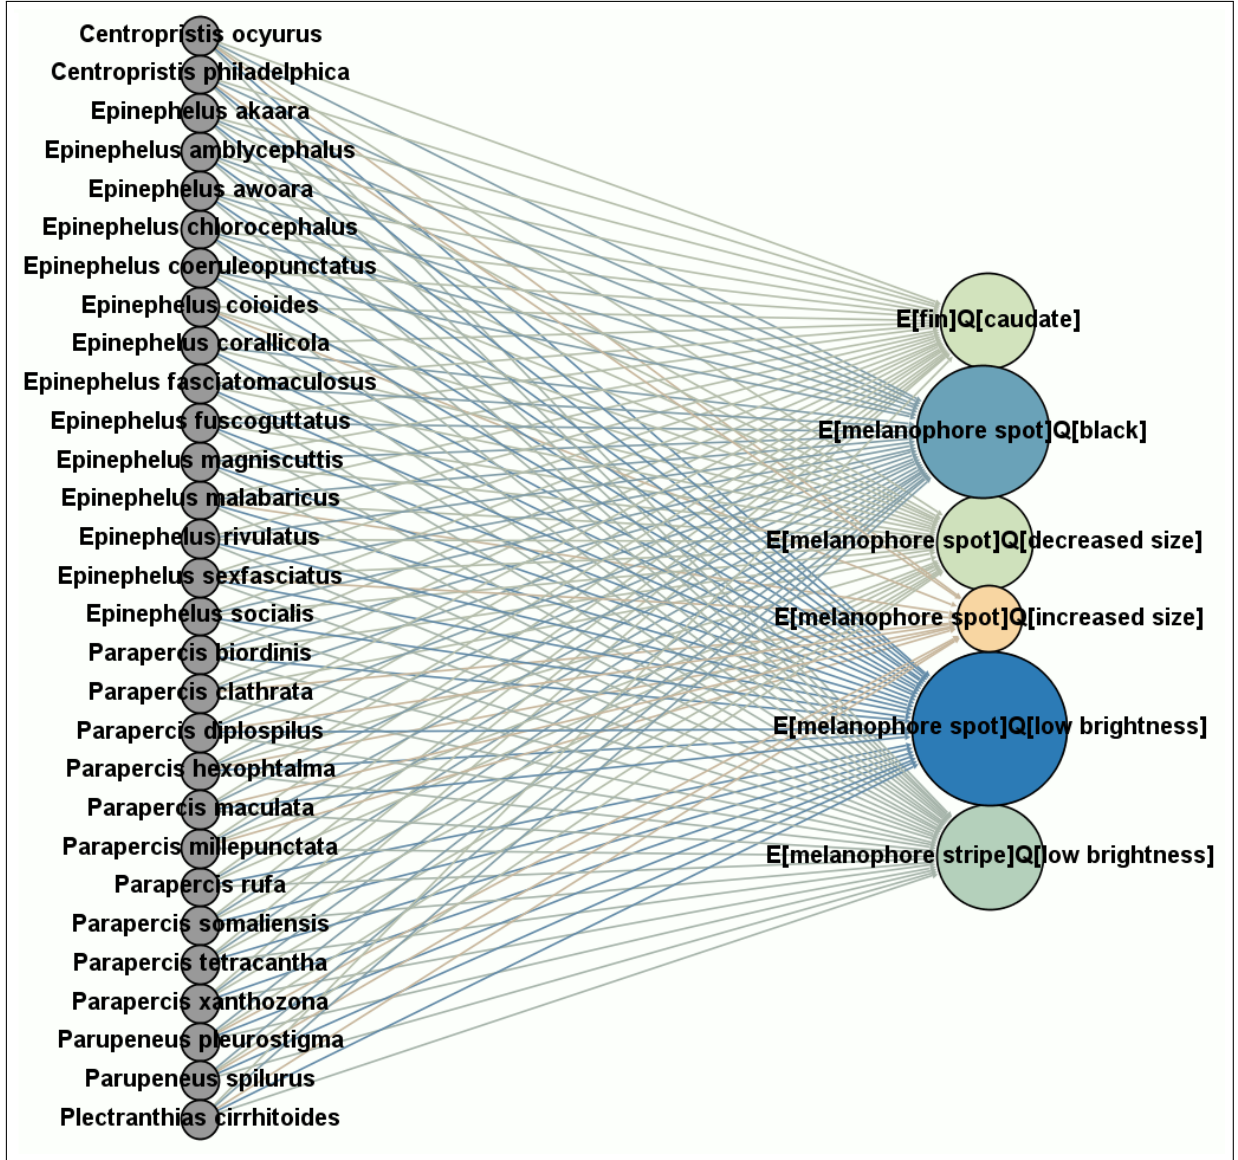 Centropristis ocyurus
Centropristis philadelphica
Epinephelus akaara
Epinephelus amblycephalus
Epinephelus awoara
Epinephelus chlorocephalus
Epinephelus coeruleopunctatus
Epinephelus coioides
Epinephelus corallicola
Epinephelus fasciatomaculosus
Epinephelus fuscoguttatus
Epinephelus magniscuttis
Epinephelus malabaricus
Epinephelus rivulatus
Epinephelus sexfasciatus
Epinephelus socialis
Parapercis biordinis
Parapercis clathrata
Parapercis diplospilus
Parapercis hexophtalma
Parapercis maculata
Parapercis millepunctata
Parapercis rufa
Parapercis somaliensis
Parapercis tetracantha
Parapercis xanthozona
Parupeneus pleurostigma
Parupeneus spilurus
Plectranthias cirrhitoides
E[fin]Q[caudate]
E[melanophore spot]Q[black]
E[melanophore spot]Q[decreased size]
E[melanophore spot]Q[increased size]
E[melanophore spot]Q[low brightness]
E[melanophore stripe]Q[low brightness]